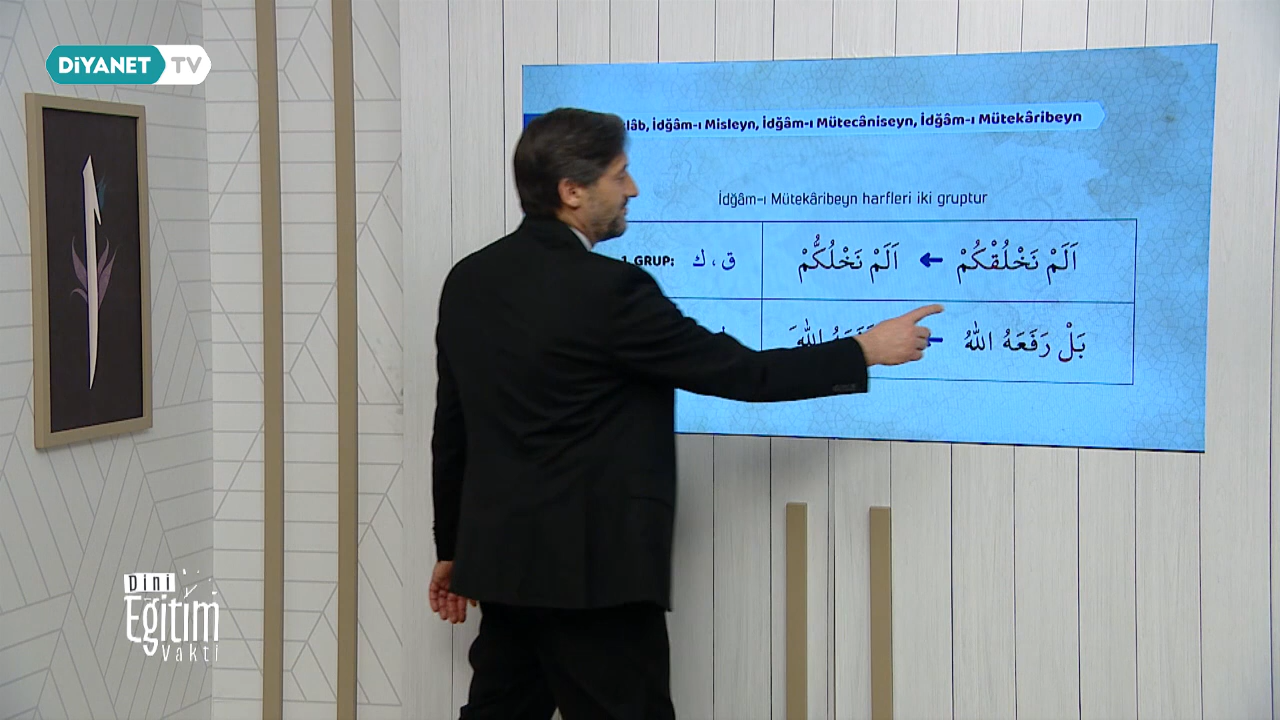 DİYANET TV
İdğâm-ı Misleyn, İdğâm-ı Mütecâniseyn, İdğâm-ı Mütekâribeyn
İdğâm-ı Mütekâribeyn harfleri iki gruptur
1. GRUP: ق ، ك
اَلَمْ نَخْلُقْكُمْ ← اَلَمْ نَخْلُكُّمْ
بَلْ رَفَعَهُ اللّٰهُ ←
Dini
Eğitim
Vakti